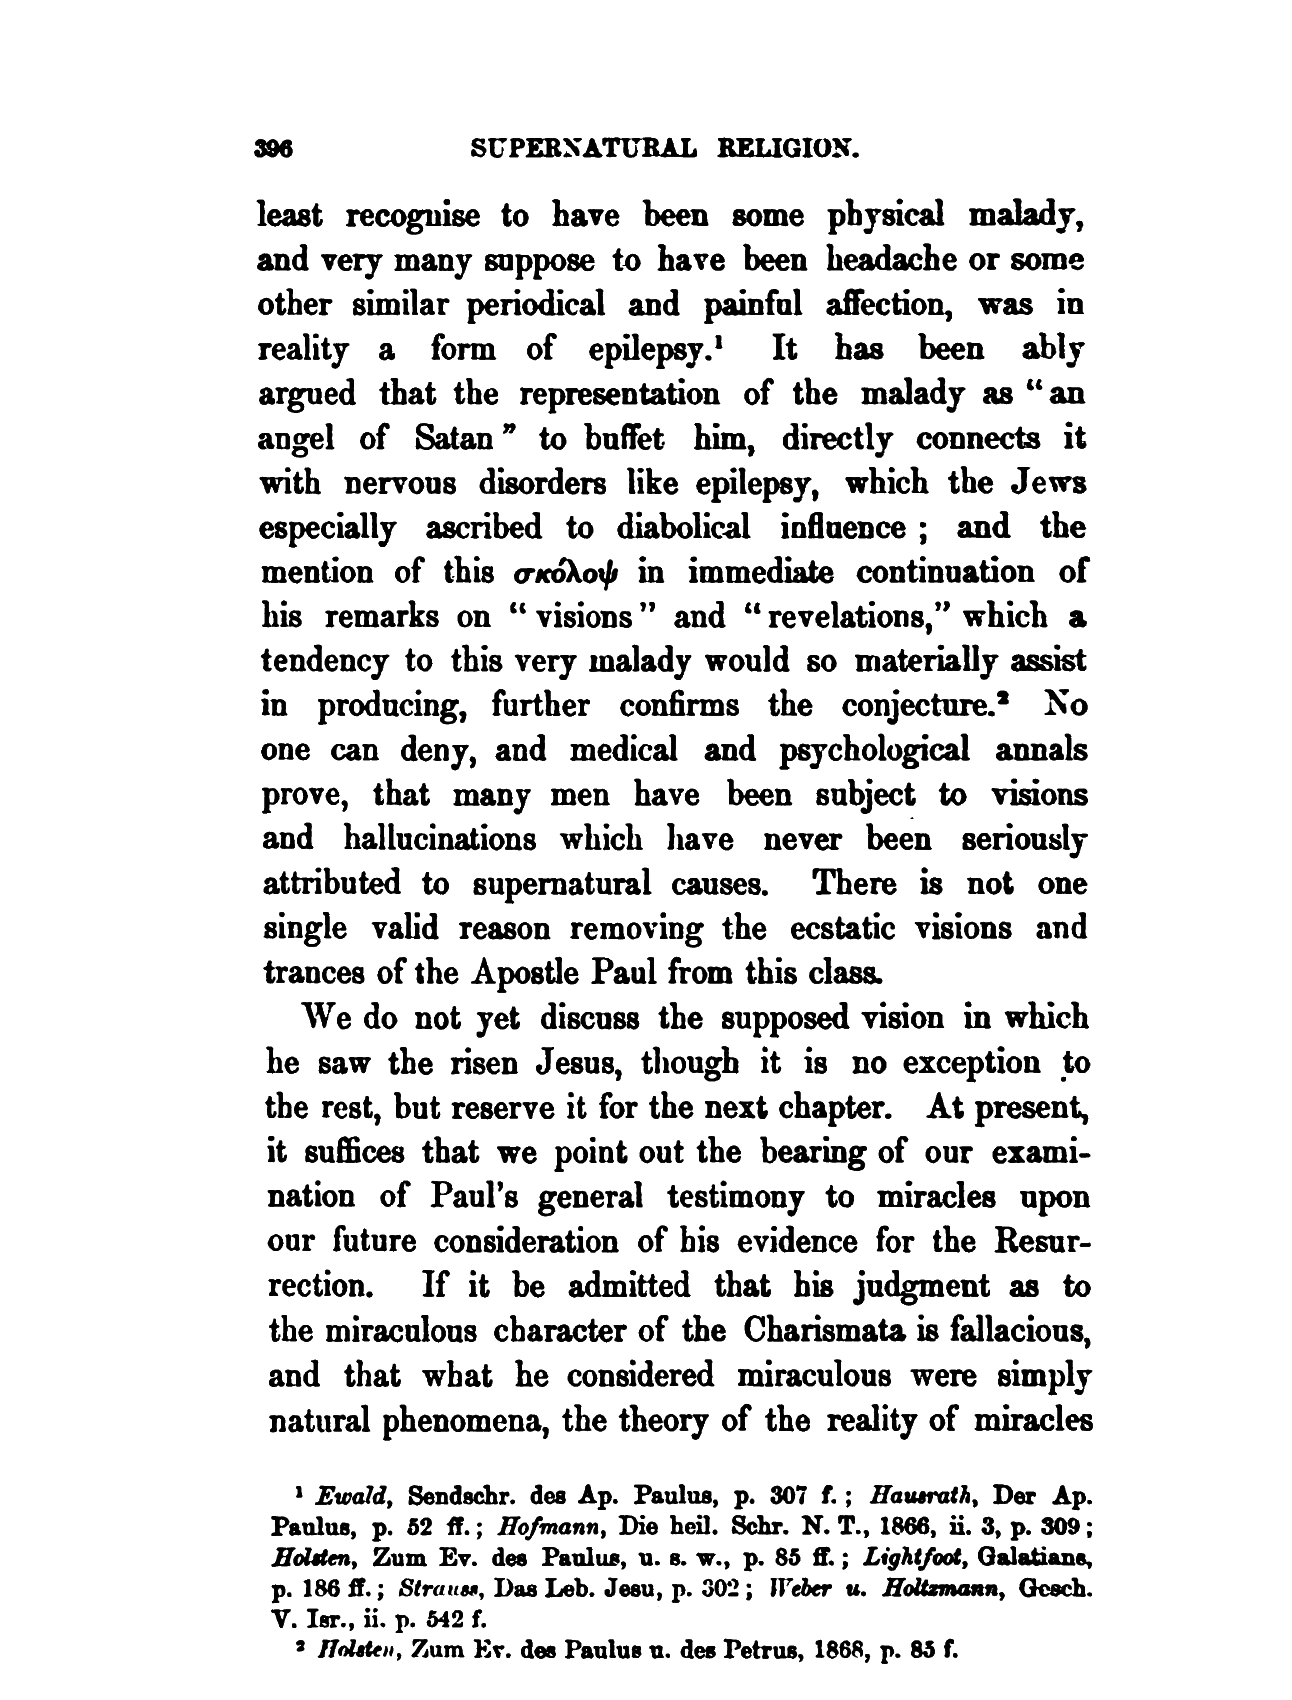 396 SUPERNATURAL RELIGION.
least recognise to have been some physical malady,
and very many suppose to have been headache or some
other similar periodical and painful affection, was in
reality a form of epilepsy.¹ It has been ably
argued that the representation of the malady as “an
angel of Satan” to buffet him, directly connects it
with nervous disorders like epilepsy, which the Jews
especially ascribed to diabolical influence ; and the
mention of this σκόλοψ in immediate continuation of
his remarks on “visions” and “revelations,” which a
tendency to this very malady would so materially assist
in producing, further confirms the conjecture.² No
one can deny, and medical and psychological annals
prove, that many men have been subject to visions
and hallucinations which have never been seriously
attributed to supernatural causes. There is not one
single valid reason removing the ecstatic visions and
trances of the Apostle Paul from this class.
We do not yet discuss the supposed vision in which
he saw the risen Jesus, though it is no exception to
the rest, but reserve it for the next chapter. At present,
it suffices that we point out the bearing of our exami-
nation of Paul's general testimony to miracles upon
our future consideration of his evidence for the Resur-
rection. If it be admitted that his judgment as to
the miraculous character of the Charismata is fallacious,
and that what he considered miraculous were simply
natural phenomena, the theory of the reality of miracles
¹ Ewald, Sendschr. des Ap. Paulus, p. 307 f. ; Hausrath, Der Ap.
Paulus, p. 52 ff. ; Hofmann, Die heil. Schr. N. T., 1866, ii. 3, p. 309 ;
Holsten, Zum Ev. des Paulus, u. s. w., p. 85 ff. ; Lightfoot, Galatians,
p. 186 ff. ; Strauss, Das Leb. Jesu, p. 302 ; Weber u. Holtzmann, Gesch.
V. Isr., ii. p. 542 f.
² Holsten, Zum Ev. des Paulus u. des Petrus, 1868, p. 85 f.